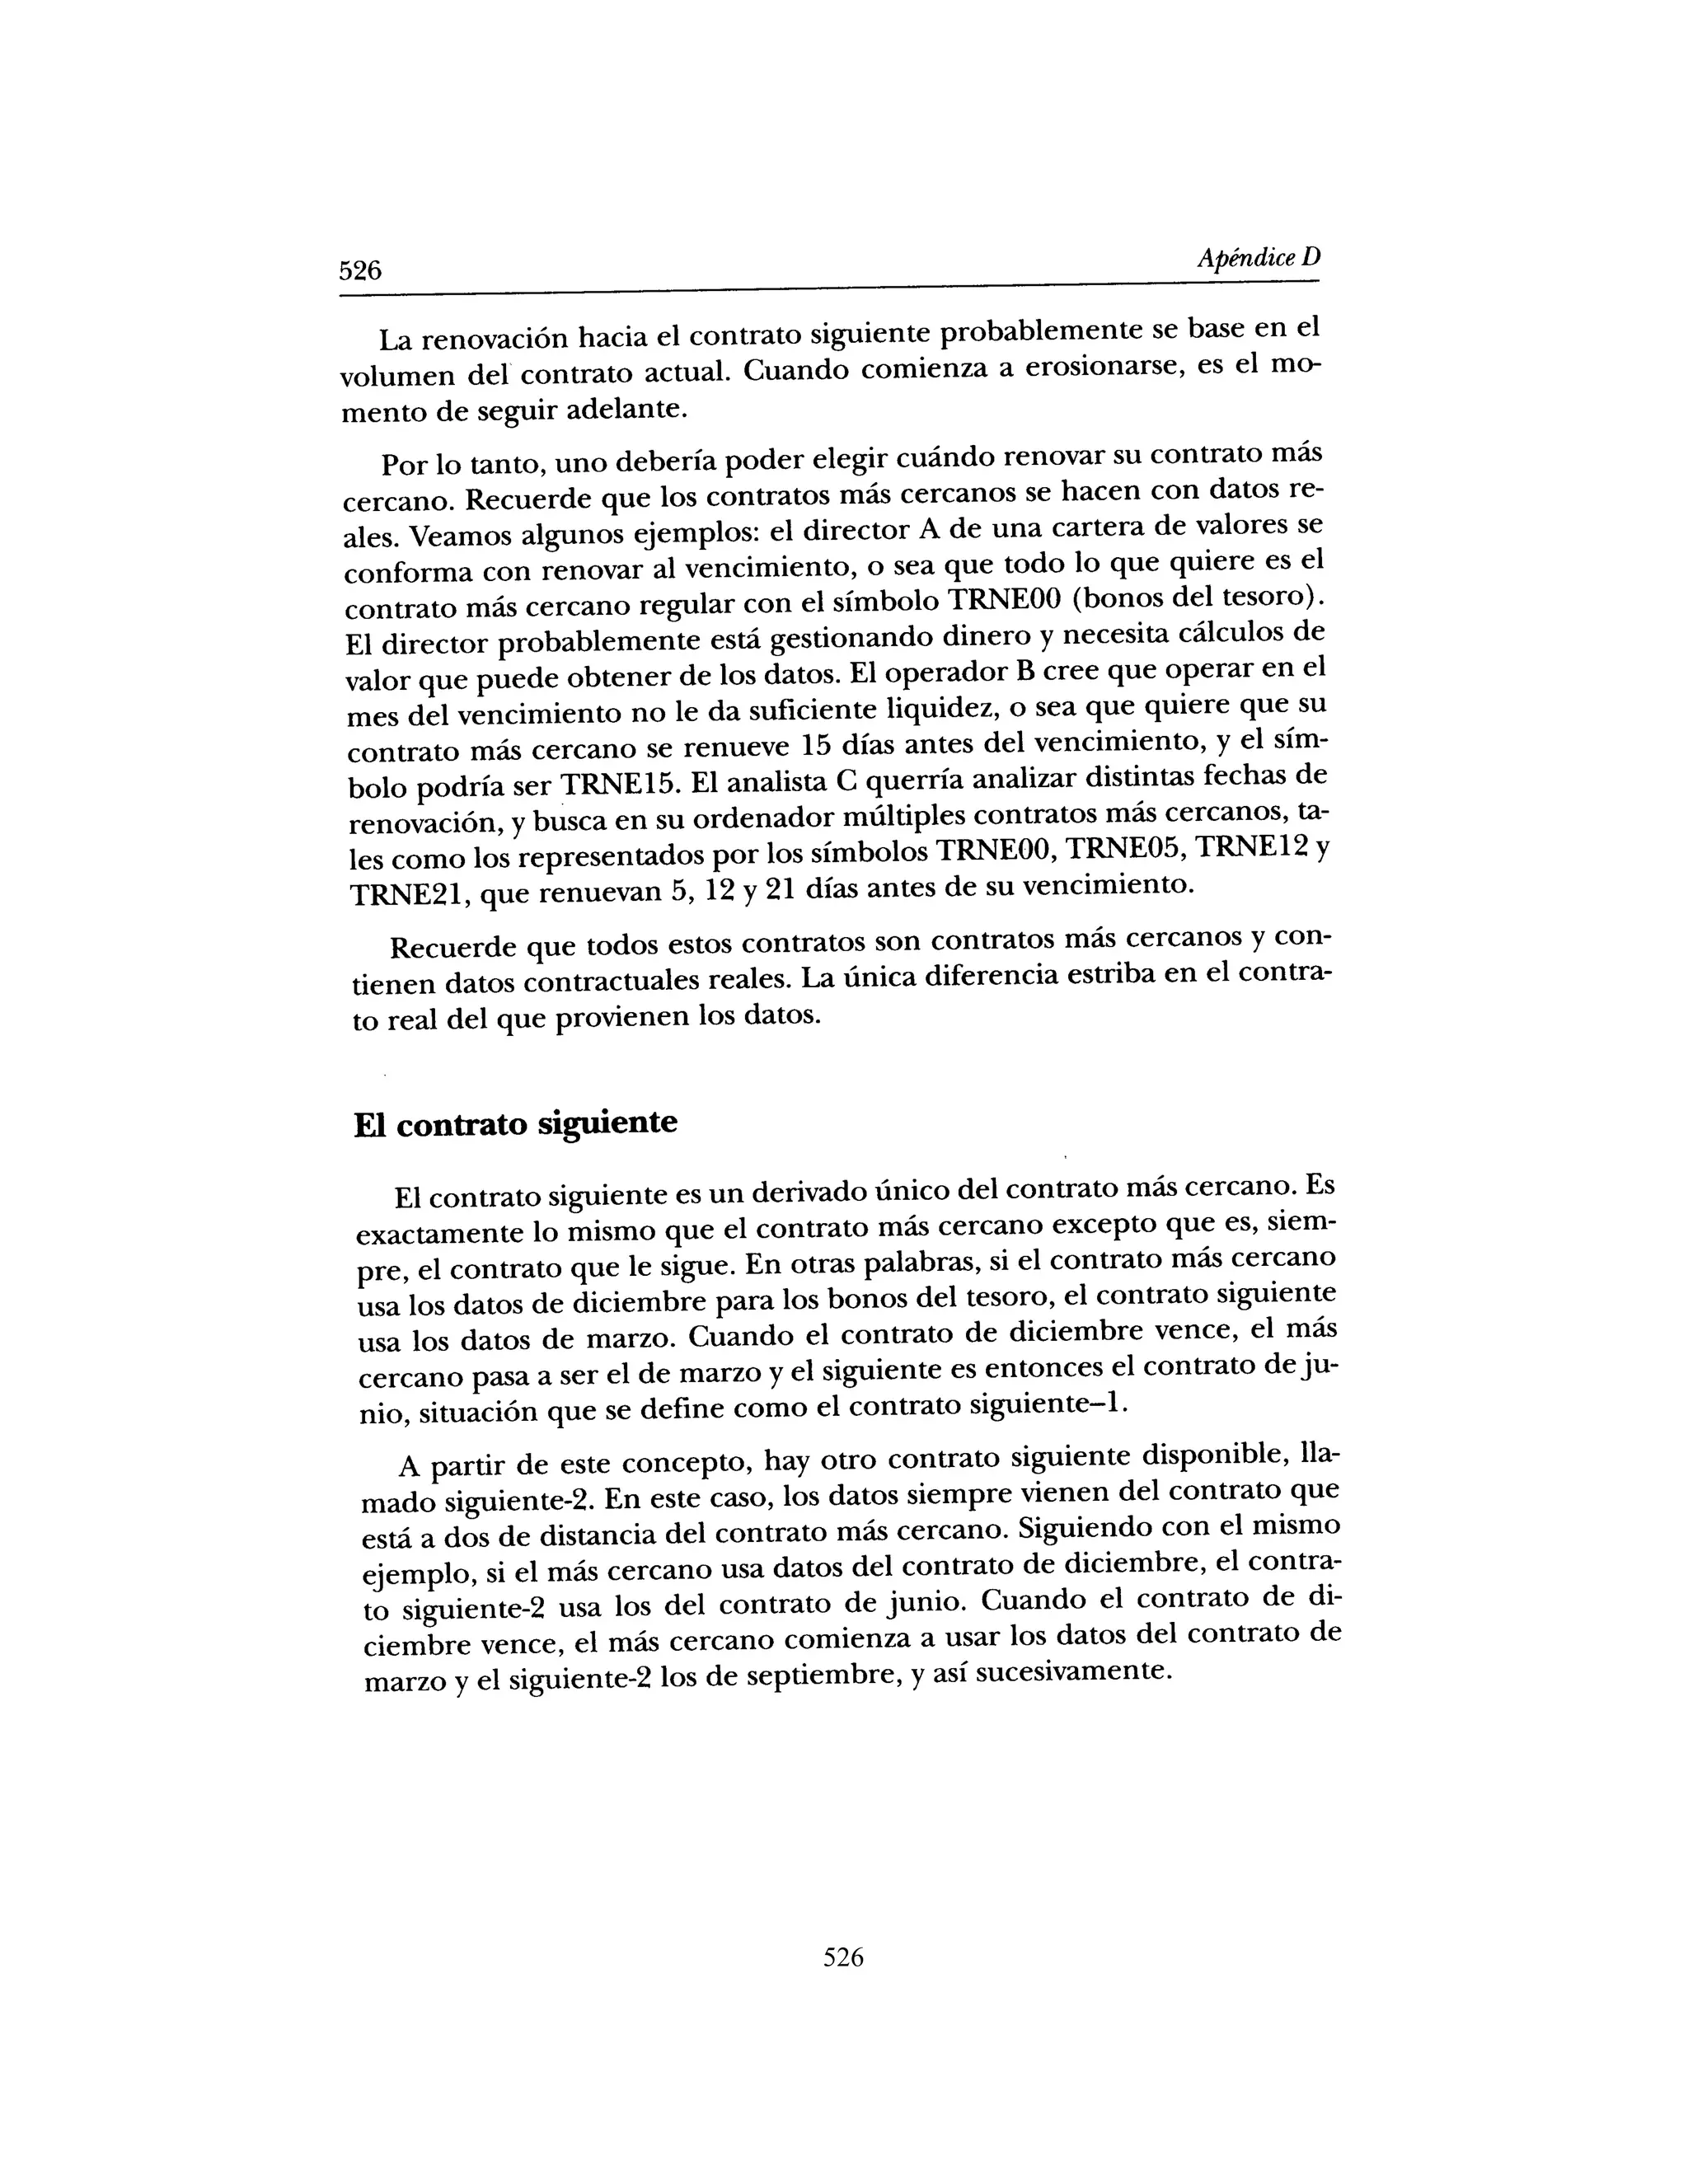 526
Apéndice D
La renovación hacia el contrato siguiente probablemente se base en el
volumen del contrato actual. Cuando comienza a erosionarse, es el mo-
mento de seguir adelante.
Por lo tanto, uno debería poder elegir cuándo renovar su contrato más
cercano. Recuerde que los contratos más cercanos se hacen con datos re-
ales. Veamos algunos ejemplos: el director A de una cartera de valores se
conforma con renovar al vencimiento, o sea que todo lo que quiere es el
contrato más cercano regular con el símbolo TRNE00 (bonos del tesoro).
El director probablemente está gestionando dinero y necesita cálculos de
valor que puede obtener de los datos. El operador B cree que operar en el
mes del vencimiento no le da suficiente liquidez, o sea que quiere que su
contrato más cercano se renueve 15 días antes del vencimiento, y el sím-
bolo podría ser TRNE15. El analista C querría analizar distintas fechas de
renovación, y busca en su ordenador múltiples contratos más cercanos, ta-
les como los representados por los símbolos TRNE00, TRNE05, TRNE12 y
TRNE21, que renuevan 5, 12 y 21 días antes de su vencimiento.
Recuerde que todos estos contratos son contratos más cercanos y con-
tienen datos contractuales reales. La única diferencia estriba en el contra-
to real del que provienen los datos.
El contrato siguiente
El contrato siguiente es un derivado único del contrato más cercano. Es
exactamente lo mismo que el contrato más cercano excepto que es, siem-
pre, el contrato que le sigue. En otras palabras, si el contrato más cercano
usa los datos de diciembre para los bonos del tesoro, el contrato siguiente
usa los datos de marzo. Cuando el contrato de diciembre vence, el más
cercano pasa a ser el de marzo y el siguiente es entonces el contrato de ju-
nio, situación que se define como el contrato siguiente–1.
A partir de este concepto, hay otro contrato siguiente disponible, lla-
mado siguiente-2. En este caso, los datos siempre vienen del contrato que
está a dos de distancia del contrato más cercano. Siguiendo con el mismo
ejemplo, si el más cercano usa datos del contrato de diciembre, el contra-
to siguiente-2 usa los del contrato de junio. Cuando el contrato de di-
ciembre vence, el más cercano comienza a usar los datos del contrato de
marzo y el siguiente-2 los de septiembre, y así sucesivamente.
526